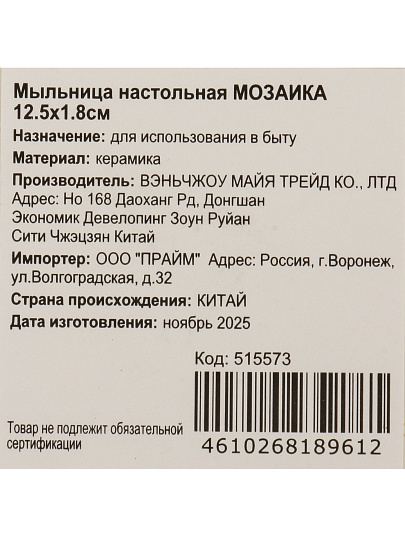 Мыльница настольная МОЗАИКА
12.5х1.8см
Назначение: для использования в быту
Материал: керамика
Производитель: ВЭНЬЧЖОУ МАЙЯ ТРЕЙД КО., ЛТД
Адрес: Но 168 Даоханг Рд, Донгшан
Экономик Девелопинг Зоун Руйан
Сити Чжэцзян Китай
Импортер: ООО "ПРАЙМ" Адрес: Россия, г.Воронеж,
ул.Волгоградская, д.32
Страна происхождения: КИТАЙ
Дата изготовления: ноябрь 2025
Код: 515573
Товар не подлежит обязательной
сертификации
4610268189612